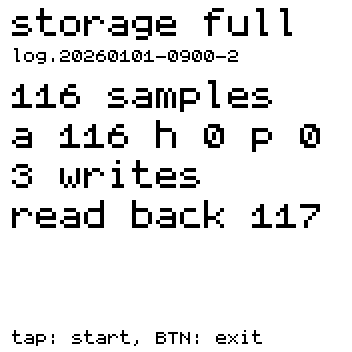 storage full
log.20260101-0900-2
116 samples
a 116 h 0 p 0
3 writes
read back 117
tap: start, BTN: exit